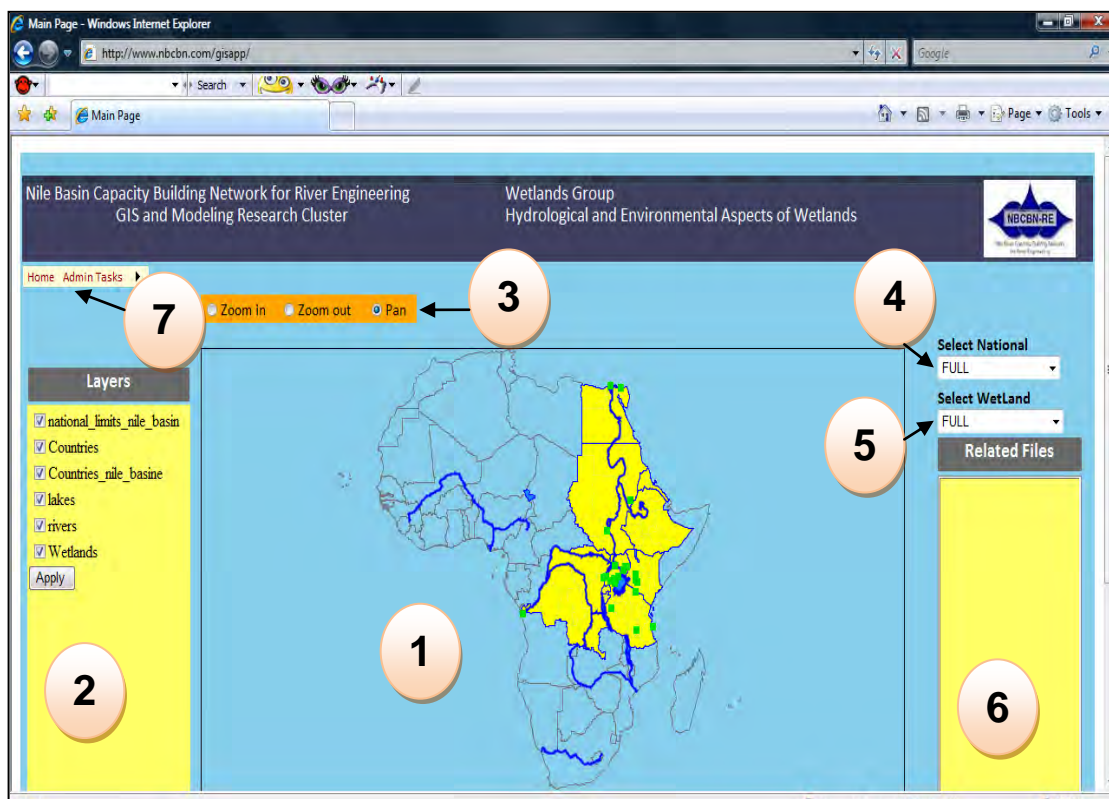 Main Page - Windows Internet Explorer
http://www.nbcbn.com/gisapp/
Google
Search
Main Page
Page
Tools
Nile Basin Capacity Building Network for River Engineering
GIS and Modeling Research Cluster
Wetlands Group
Hydrological and Environmental Aspects of Wetlands
NBCBN-RE
Home Admin Tasks
7
Zoom in Zoom out Pan
3
4
Select National
FULL
Select WetLand
FULL
5
Related Files
Layers
national_limits_nile_basin
Countries
Countries_nile_basine
lakes
rivers
Wetlands
Apply
1
2
6